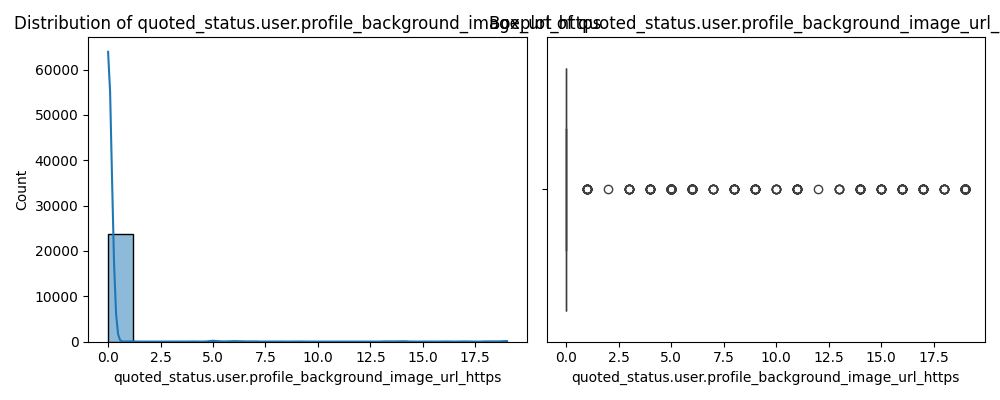 Distribution of quoted_status.user.profile_background_image_url_https
Boxplot of quoted_status.user.profile_background_image_url_
60000
50000
40000
30000
20000
10000
0
Count
0.0 2.5 5.0 7.5 10.0 12.5 15.0 17.5
quoted_status.user.profile_background_image_url_https
0.0 2.5 5.0 7.5 10.0 12.5 15.0 17.5
quoted_status.user.profile_background_image_url_https